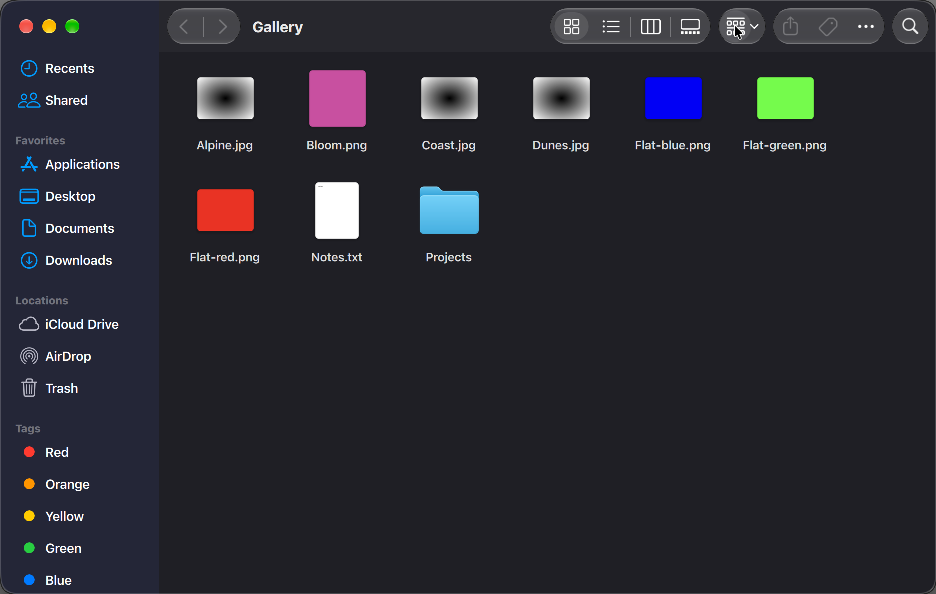 Gallery
Recents
Shared
Favorites
Applications
Desktop
Documents
Downloads
Locations
iCloud Drive
AirDrop
Trash
Tags
Red
Orange
Yellow
Green
Blue
Alpine.jpg
Bloom.png
Coast.jpg
Dunes.jpg
Flat-blue.png
Flat-green.png
Flat-red.png
Notes.txt
Projects